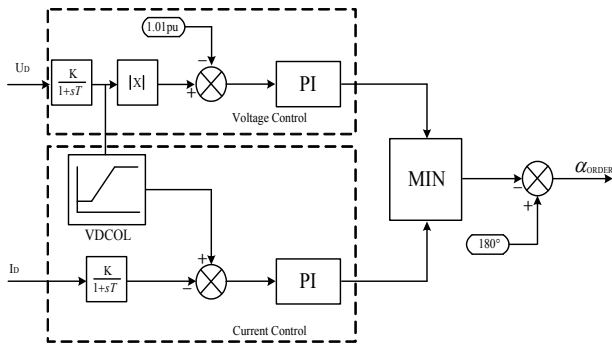 1.01pu
UD
K
1+sT
|X|
−
+
PI
Voltage Control
MIN
−
+
αORDER
180°
VDCOL
+
−
ID
K
1+sT
PI
Current Control